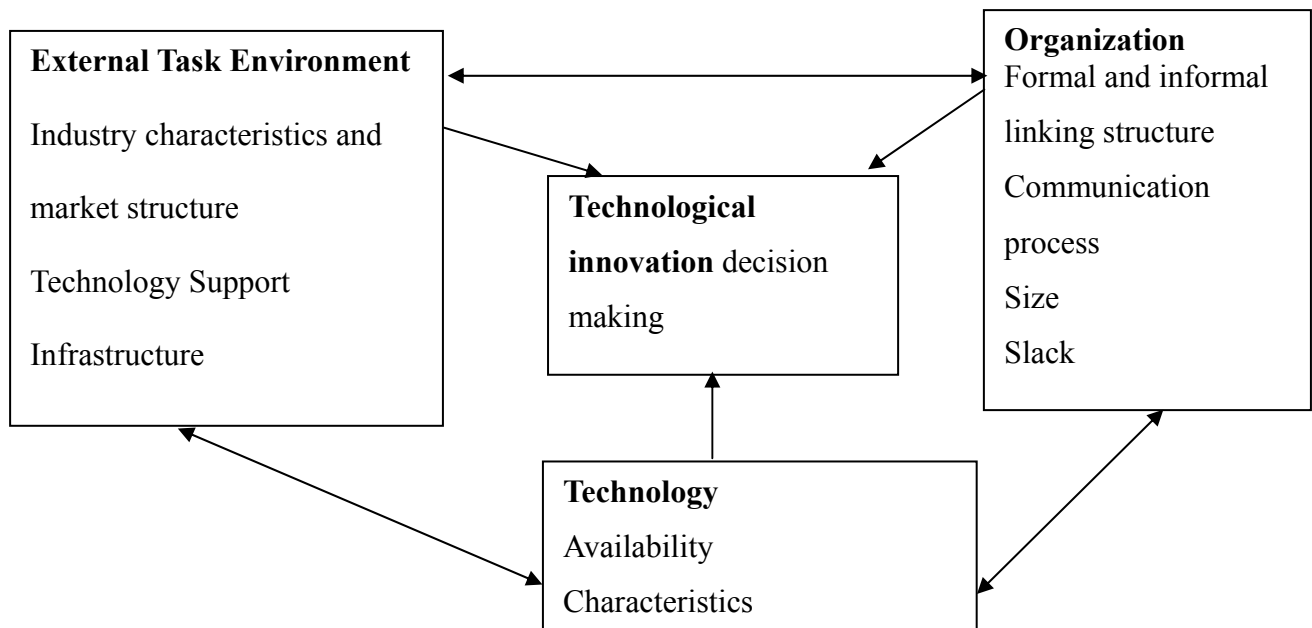 External Task Environment
Industry characteristics and
market structure
Technology Support
Infrastructure
Organization
Formal and informal
linking structure
Communication
process
Size
Slack
Technological
innovation decision
making
Technology
Availability
Characteristics